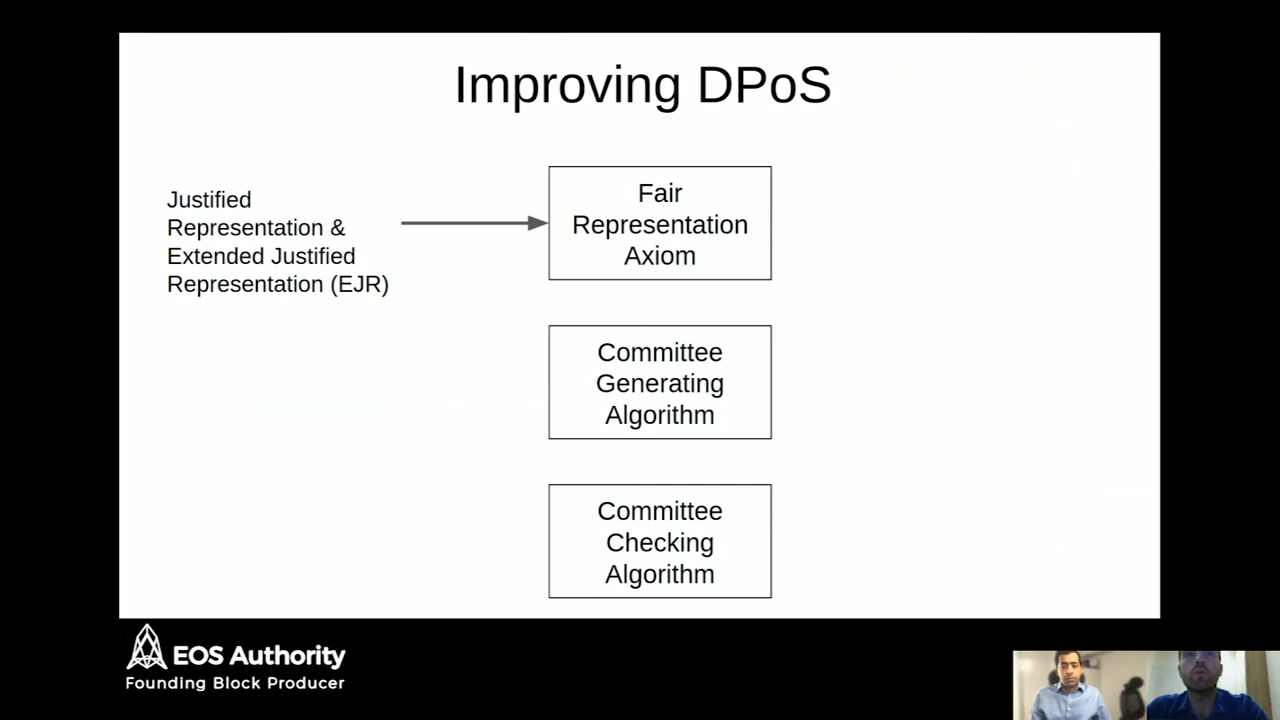 Improving DPoS
Justified
Representation &
Extended Justified
Representation (EJR)
Fair
Representation
Axiom
Committee
Generating
Algorithm
Committee
Checking
Algorithm
EOS Authority
Founding Block Producer